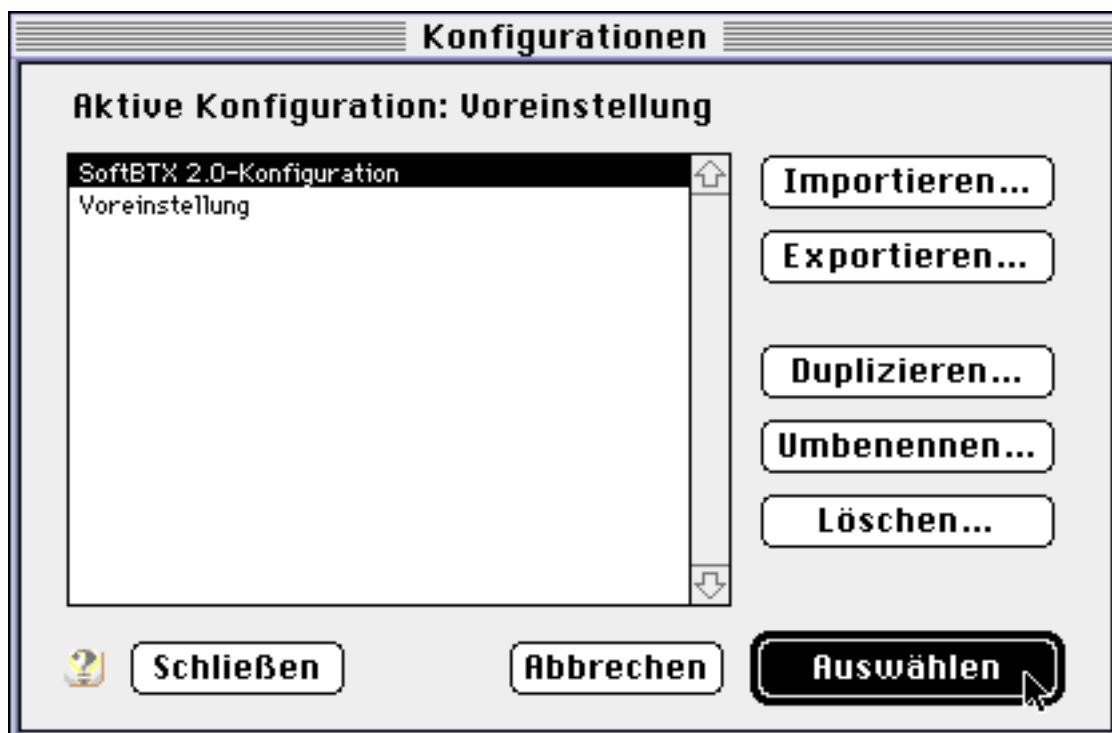 Konfigurationen
Aktive Konfiguration: Voreinstellung
SoftBTX 2.0-Konfiguration
Voreinstellung
Importieren...
Exportieren...
Duplizieren...
Umbenennen...
Löschen...
Schließen
Abbrechen
Auswählen